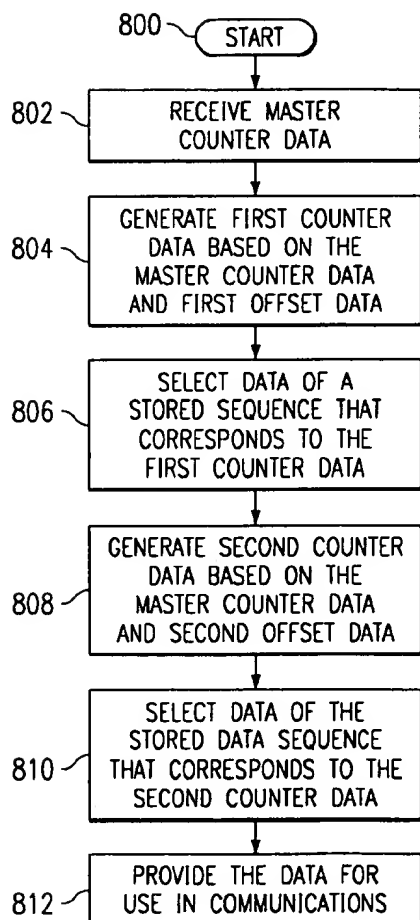 800
START
802
RECEIVE MASTER
COUNTER DATA
804
GENERATE FIRST COUNTER
DATA BASED ON THE
MASTER COUNTER DATA
AND FIRST OFFSET DATA
806
SELECT DATA OF A
STORED SEQUENCE THAT
CORRESPONDS TO THE
FIRST COUNTER DATA
808
GENERATE SECOND COUNTER
DATA BASED ON THE
MASTER COUNTER DATA
AND SECOND OFFSET DATA
810
SELECT DATA OF THE
STORED DATA SEQUENCE
THAT CORRESPONDS TO THE
SECOND COUNTER DATA
812
PROVIDE THE DATA FOR
USE IN COMMUNICATIONS